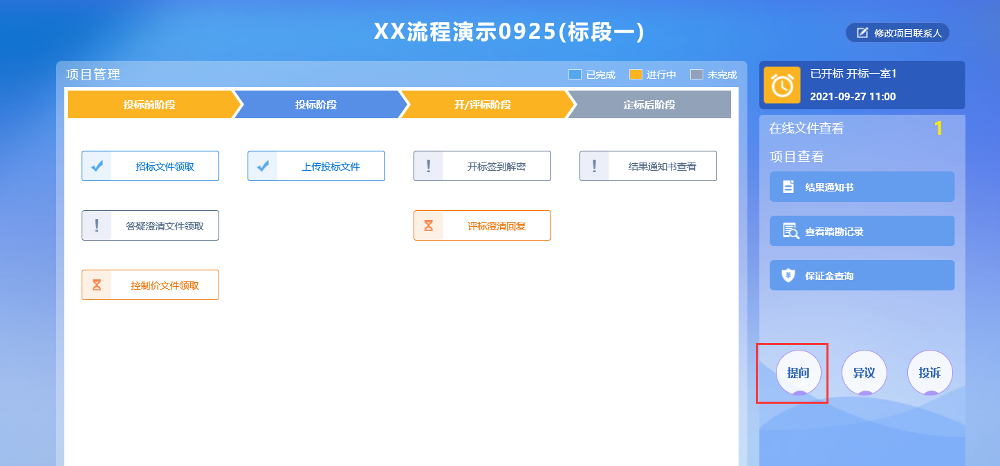 XX流程演示0925(标段一)
修改项目联系人
项目管理
已完成
进行中
未完成
投标前阶段
投标阶段
开/评标阶段
定标后阶段
招标文件领取
上传投标文件
开标签到解密
结果通知书查看
答疑澄清文件领取
评标澄清回复
控制价文件领取
已开标 开标一室1
2021-09-27 11:00
在线文件查看
1
项目查看
结果通知书
查看踏勘记录
保证金查询
提问
异议
投诉